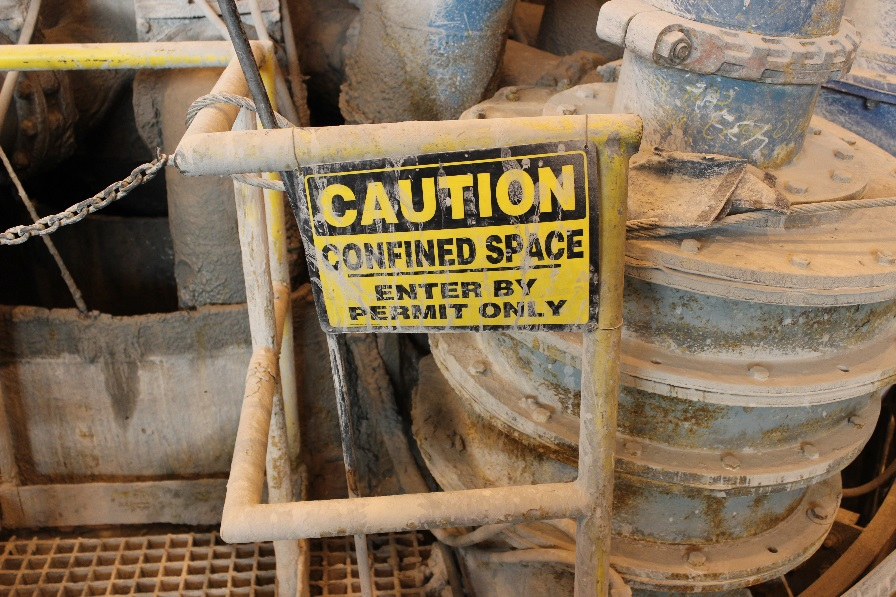 CAUTION
CONFINED SPACE
ENTER BY
PERMIT ONLY